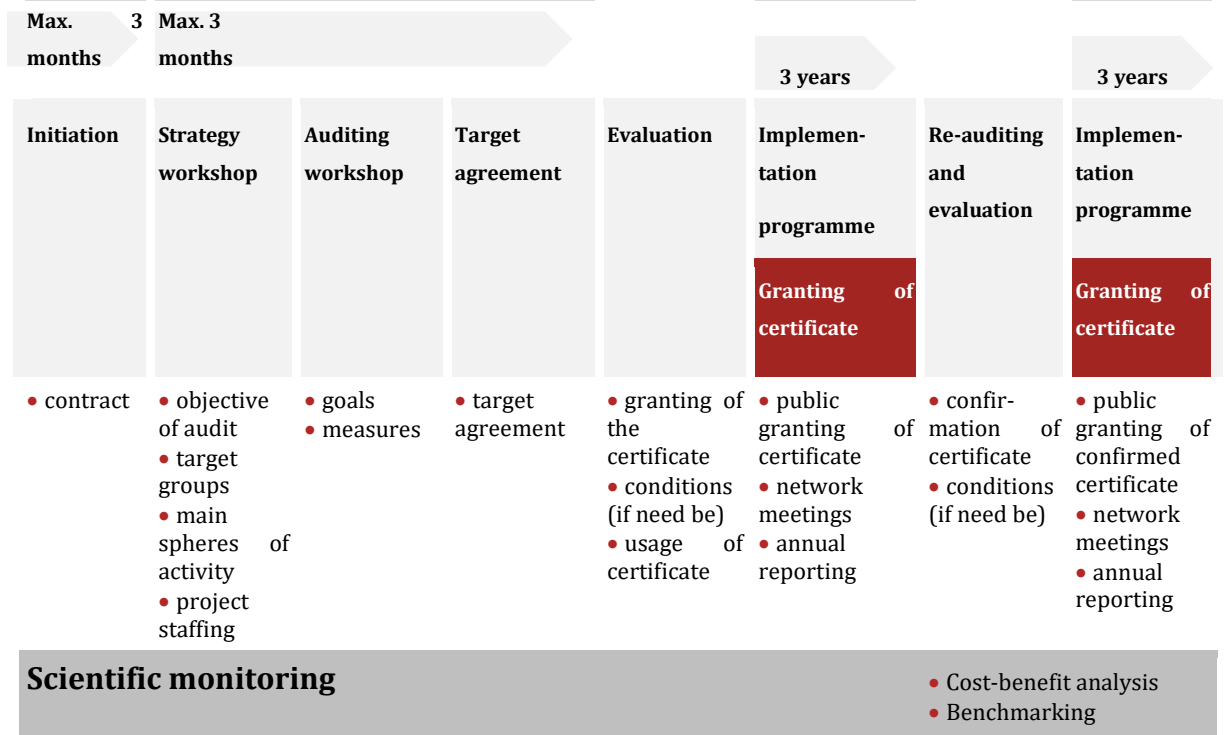 Max. 3
months
Max. 3
months
3 years
3 years
Initiation
Strategy
workshop
Auditing
workshop
Target
agreement
Evaluation
Implemen-
tation
programme
Re-auditing
and
evaluation
Implemen-
tation
programme
Granting of
certificate
Granting of
certificate
• contract
• objective
of audit
• target
groups
• main
spheres of
activity
• project
staffing
• goals
• measures
• target
agreement
• granting of
the
certificate
• conditions
(if need be)
• usage of
certificate
• public
granting of
certificate
• network
meetings
• annual
reporting
• confir-
mation of
certificate
• conditions
(if need be)
• public
granting of
confirmed
certificate
• network
meetings
• annual
reporting
Scientific monitoring
• Cost-benefit analysis
• Benchmarking